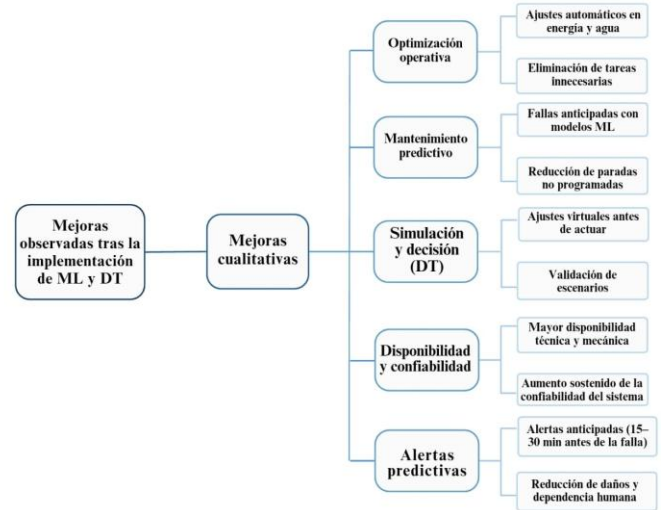 Mejoras
observadas tras la
implementación
de ML y DT
Mejoras
cualitativas
Optimización
operativa
Ajustes automáticos en
energía y agua
Eliminación de tareas
innecesarias
Mantenimiento
predictivo
Fallas anticipadas con
modelos ML
Reducción de paradas
no programadas
Simulación
y decisión
(DT)
Ajustes virtuales antes
de actuar
Validación de
escenarios
Disponibilidad
y confiabilidad
Mayor disponibilidad
técnica y mecánica
Aumento sostenido de la
confiabilidad del sistema
Alertas
predictivas
Alertas anticipadas (15–
30 min antes de la falla)
Reducción de daños y
dependencia humana